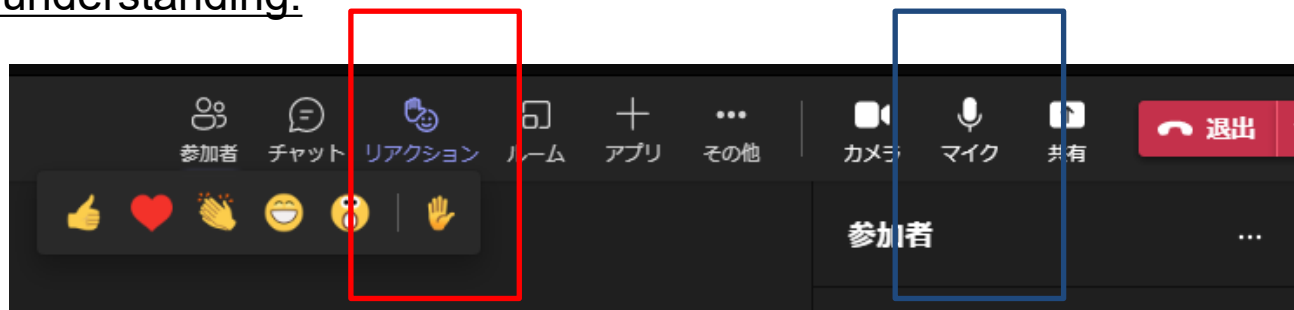 understanding.
参加者 チャット リアクション ルーム アプリ その他 カメラ マイク 共有 退出
参加者